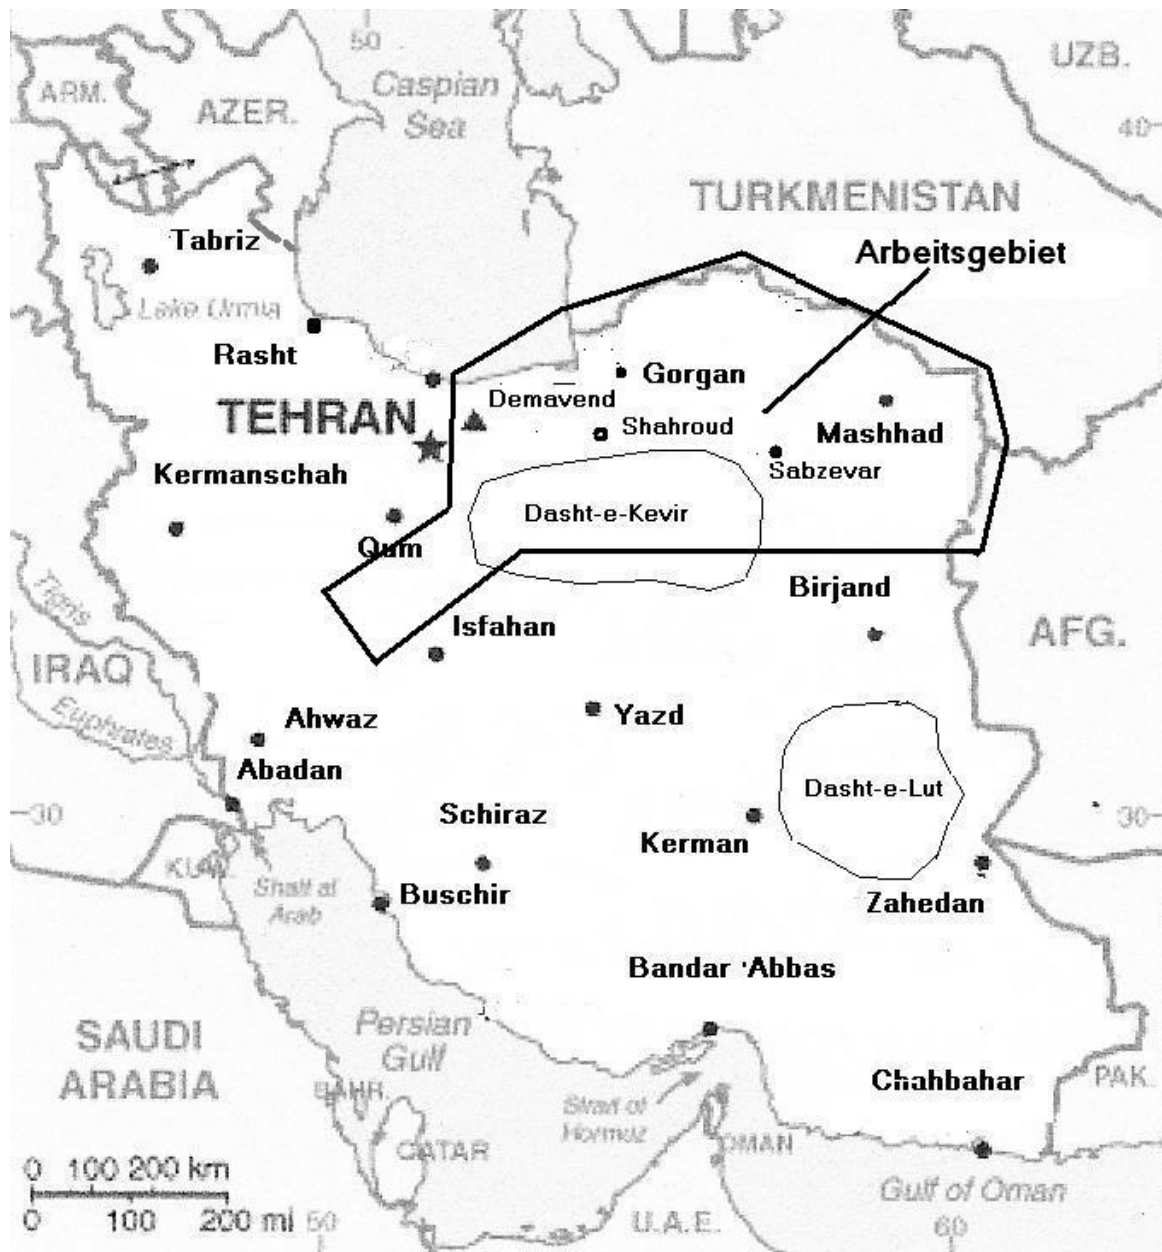 50
UZB.
ARM.
AZER.
Caspian
Sea
40
TURKMENISTAN
Tabriz
Arbeitsgebiet
Lake Urmia
Rasht
Gorgan
Demavend
TEHRAN
Shahroud
Mashhad
Kermanschah
Sabzevar
Dasht-e-Kevir
Qum
Tigris
Birjand
Isfahan
AFG.
IRAQ
Euphrates
Ahwaz
Yazd
Abadan
Dasht-e-Lut
30
Schiraz
30
Kerman
KUW.
Shatt al
Arab
Buschir
Zahedan
Bandar 'Abbas
Persian
Gulf
SAUDI
ARABIA
Chahbahar
PAK.
BAHR.
Strait of
Hormuz
OMAN
QATAR
0 100 200 km
Gulf of Oman
0 100 200 mi
50
U.A.E.
60